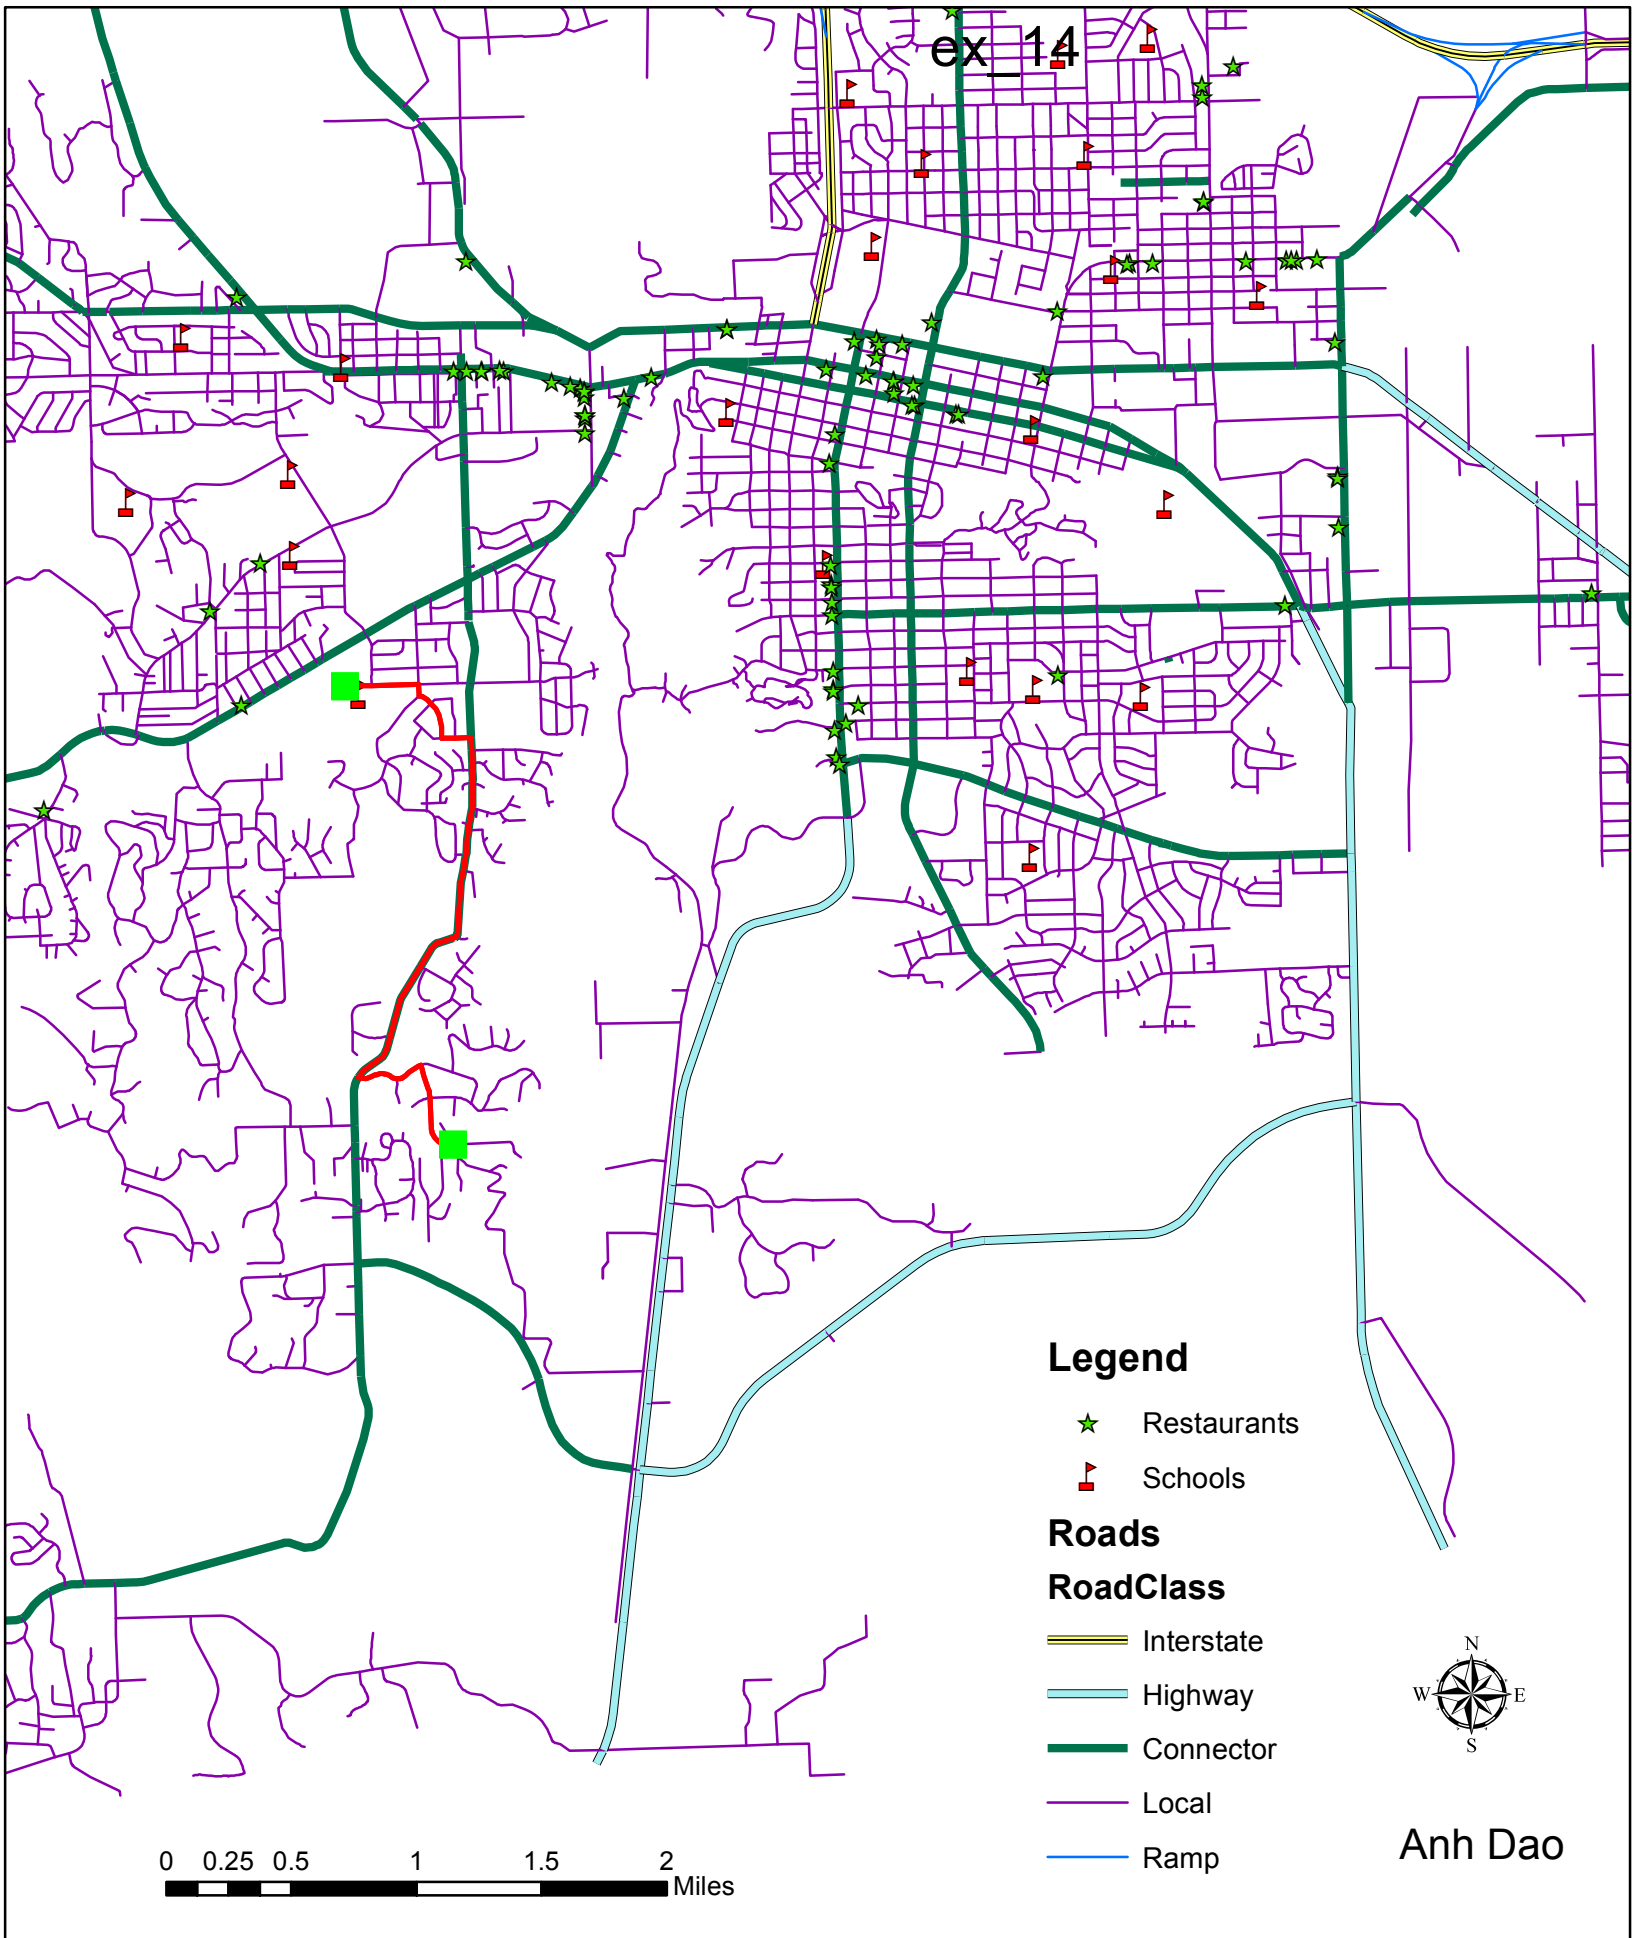 ex_14
Legend
Restaurants
Schools
Roads
RoadClass
Interstate
Highway
Connector
Local
Ramp
N
W E
S
Anh Dao
0 0.25 0.5 1 1.5 2
Miles